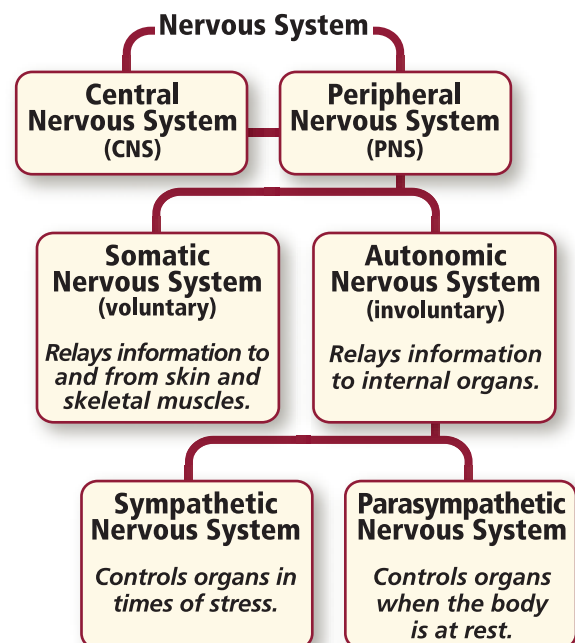 Nervous System
Central
Nervous System
(CNS)
Peripheral
Nervous System
(PNS)
Somatic
Nervous System
(voluntary)
Relays information to
and from skin and
skeletal muscles.
Autonomic
Nervous System
(involuntary)
Relays information
to internal organs.
Sympathetic
Nervous System
Controls organs in
times of stress.
Parasympathetic
Nervous System
Controls organs
when the body
is at rest.